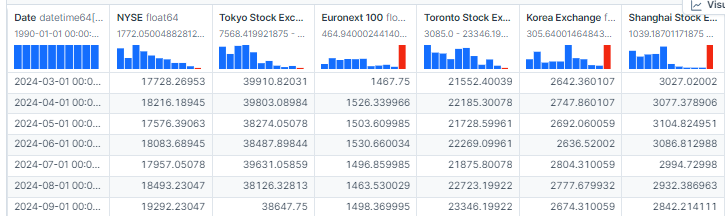 Visu
Date datetime64[... NYSE float64 Tokyo Stock Exc... Euronext 100 flo... Toronto Stock Ex... Korea Exchange f... Shanghai Stock E...
1990-01-01 00:00:... 1772.05004882812... 7568.419921875 - ... 464.94000244140... 3085.0 - 23346.19... 305.64001464843... 1039.18701171875 ...
2024-03-01 00:0... 17728.26953 39910.82031 1467.75 21552.40039 2642.360107 3027.02002
2024-04-01 00:0... 18216.18945 39803.08984 1526.339966 22185.30078 2747.860107 3077.378906
2024-05-01 00:0... 17576.39063 38274.05078 1503.609985 21728.59961 2692.060059 3104.824951
2024-06-01 00:0... 18083.68945 38487.89844 1530.660034 22269.09961 2636.52002 3086.812988
2024-07-01 00:0... 17957.05078 39631.05859 1496.859985 21875.80078 2804.310059 2994.72998
2024-08-01 00:0... 18493.23047 38126.32813 1463.530029 22723.19922 2777.679932 2932.386963
2024-09-01 00:0... 19292.23047 38647.75 1498.369995 23346.19922 2674.310059 2842.214111